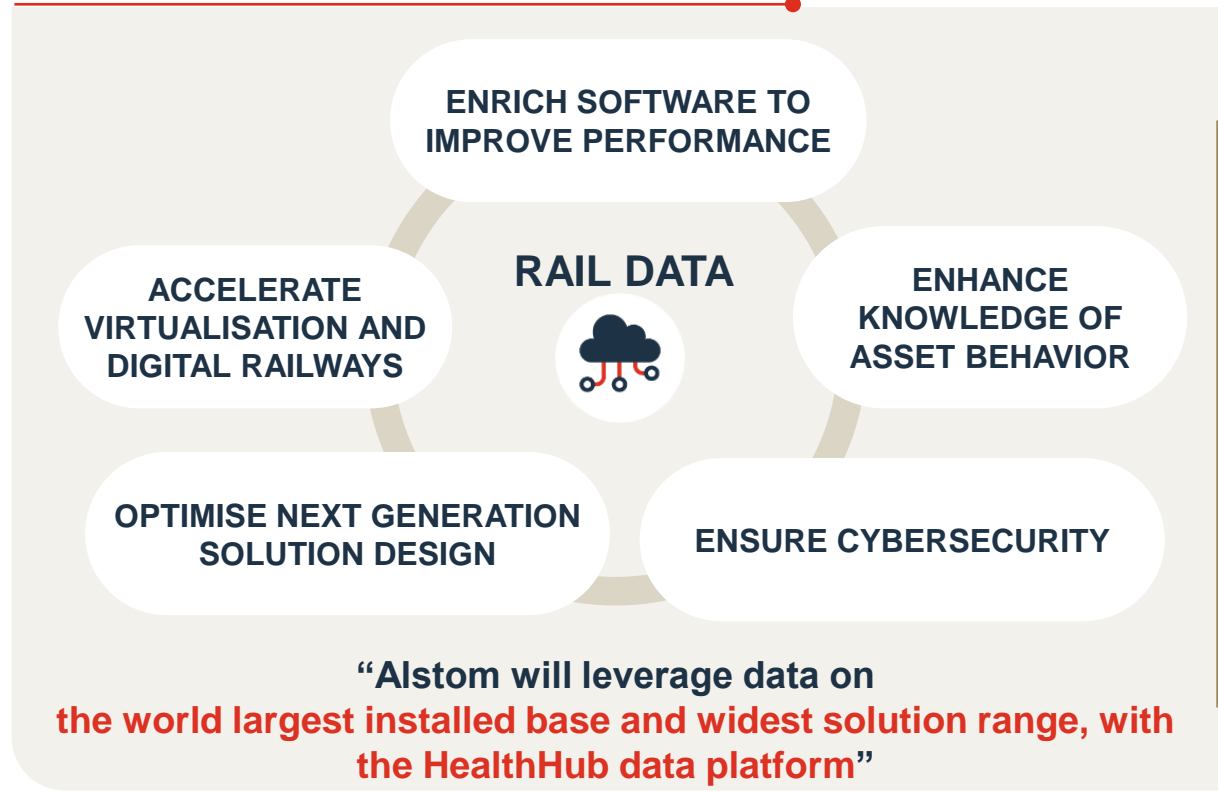 ENRICH SOFTWARE TO
IMPROVE PERFORMANCE
RAIL DATA
ACCELERATE
VIRTUALISATION AND
DIGITAL RAILWAYS
ENHANCE
KNOWLEDGE OF
ASSET BEHAVIOR
OPTIMISE NEXT GENERATION
SOLUTION DESIGN
ENSURE CYBERSECURITY
“Alstom will leverage data on
the world largest installed base and widest solution range, with
the HealthHub data platform”